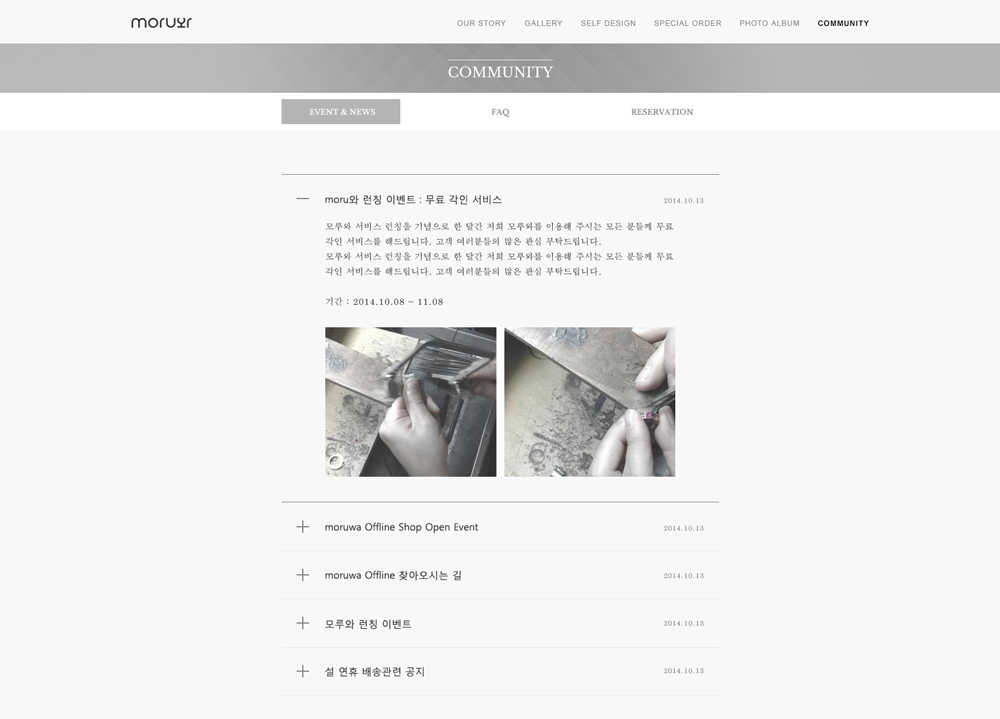 moruwr
OUR STORY GALLERY SELF DESIGN SPECIAL ORDER PHOTO ALBUM COMMUNITY
COMMUNITY
EVENT & NEWS FAQ RESERVATION
moru와 런칭 이벤트 : 무료 각인 서비스 2014.10.13
모루와 서비스 런칭을 기념으로 한 달간 저희 모루와를 이용해 주시는 모든 분들께 무료
각인 서비스를 해드립니다. 고객 여러분들의 많은 관심 부탁드립니다.
모루와 서비스 런칭을 기념으로 한 달간 저희 모루와를 이용해 주시는 모든 분들께 무료
각인 서비스를 해드립니다. 고객 여러분들의 많은 관심 부탁드립니다.
기간 : 2014.10.08 ~ 11.08
moruwa Offline Shop Open Event 2014.10.13
moruwa Offline 찾아오시는 길 2014.10.13
모루와 런칭 이벤트 2014.10.13
설 연휴 배송관련 공지 2014.10.13